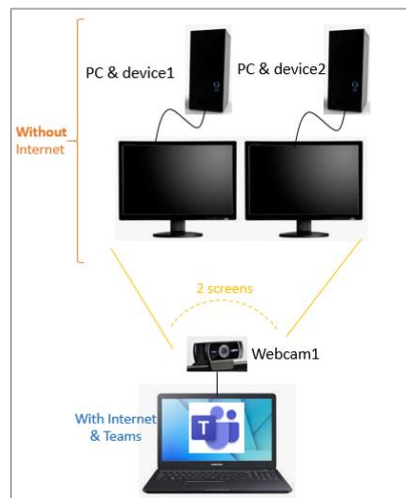 PC & device1
PC & device2
Without
Internet
2 screens
Webcam1
With Internet
& Teams
T